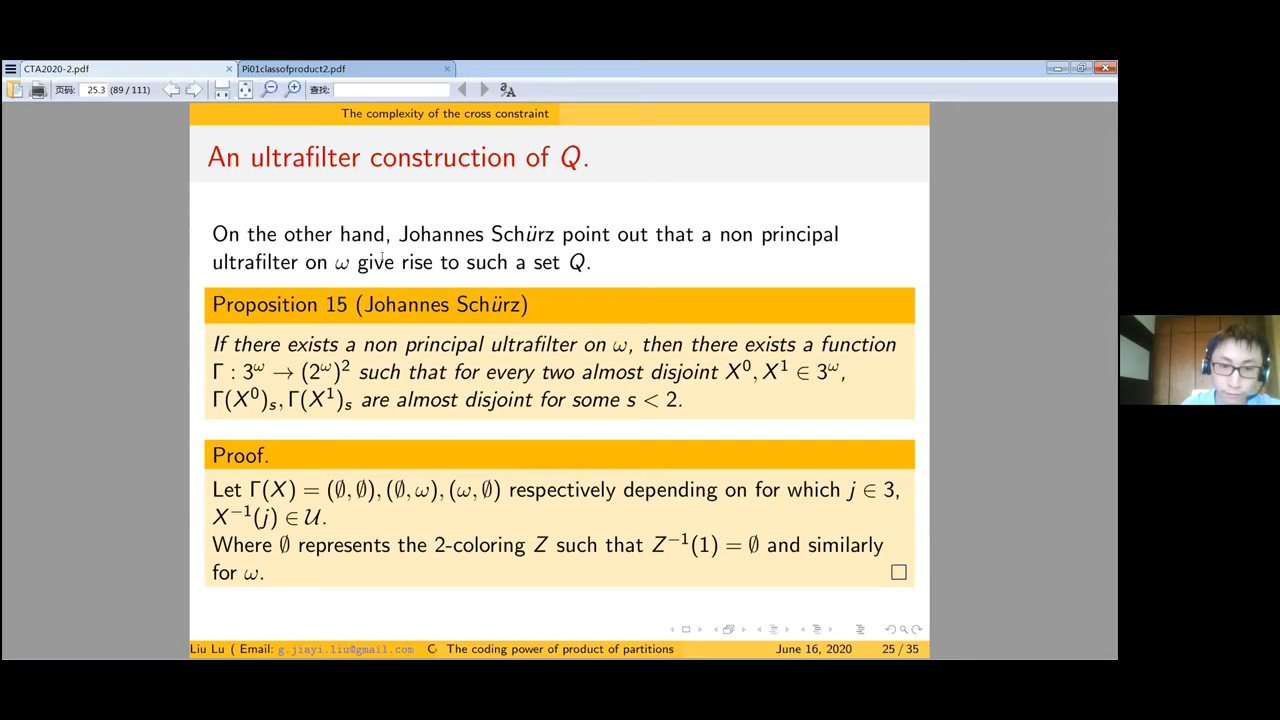 CTA2020-2.pdf
Pi01classofproduct2.pdf
页码: 25.3 (89 / 111) 查找:
The complexity of the cross constraint
An ultrafilter construction of Q.
On the other hand, Johannes Schürz point out that a non principal
ultrafilter on ω give rise to such a set Q.
Proposition 15 (Johannes Schürz)
If there exists a non principal ultrafilter on ω, then there exists a function
Γ : 3^ω → (2^ω)^2 such that for every two almost disjoint X^0, X^1 ∈ 3^ω,
Γ(X^0)_s, Γ(X^1)_s are almost disjoint for some s < 2.
Proof.
Let Γ(X) = (∅, ∅), (∅, ω), (ω, ∅) respectively depending on for which j ∈ 3,
X^{-1}(j) ∈ 𝒰.
Where ∅ represents the 2-coloring Z such that Z^{-1}(1) = ∅ and similarly
for ω.
Liu Lu ( Email: g.jiayi.liu@gmail.com The coding power of product of partitions June 16, 2020 25 / 35